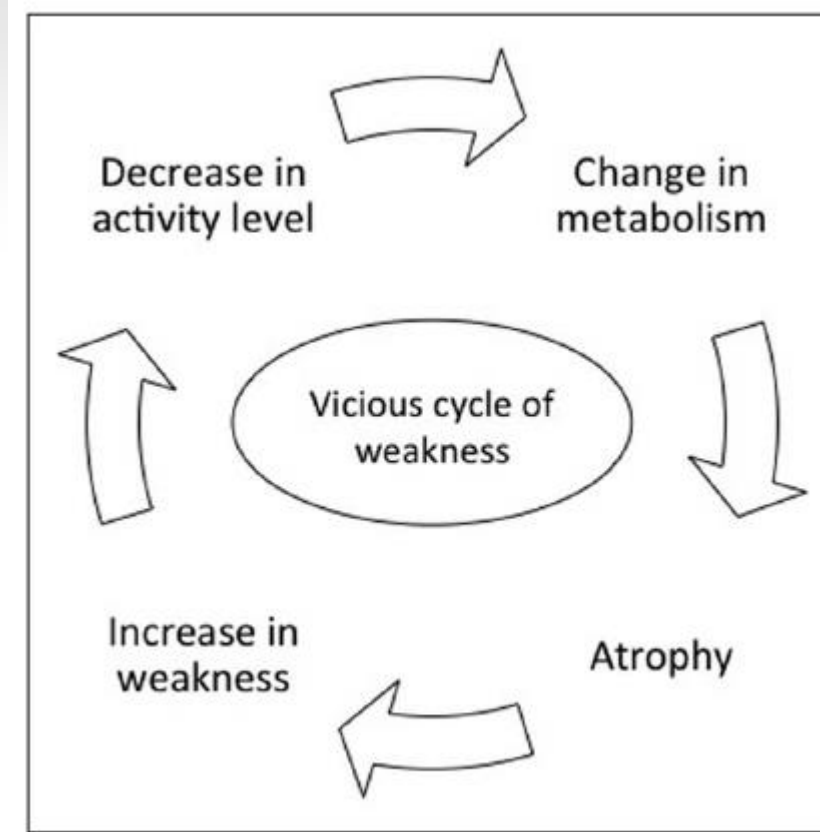 Decrease in
activity level
Change in
metabolism
Vicious cycle of
weakness
Increase in
weakness
Atrophy